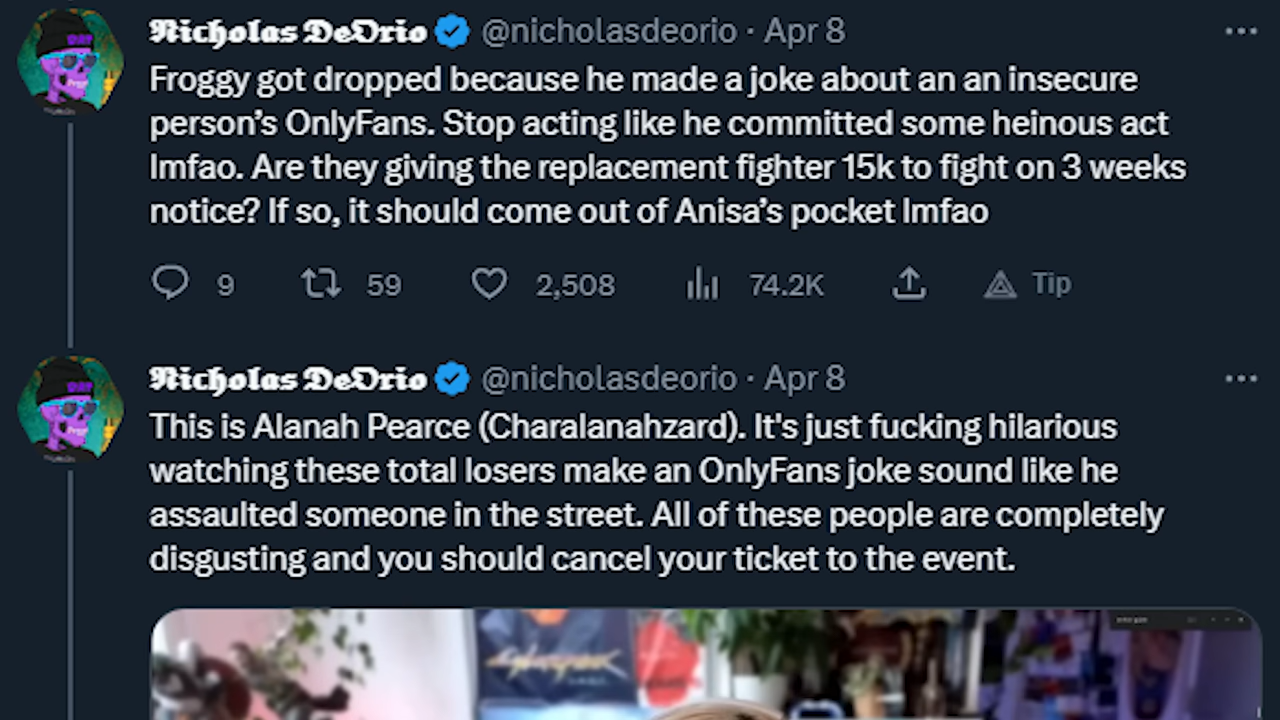 Nicholas DeOrio @nicholasdeorio · Apr 8
Froggy got dropped because he made a joke about an an insecure
person’s OnlyFans. Stop acting like he committed some heinous act
lmfao. Are they giving the replacement fighter 15k to fight on 3 weeks
notice? If so, it should come out of Anisa’s pocket lmfao
9 59 2,508 74.2K Tip
Nicholas DeOrio @nicholasdeorio · Apr 8
This is Alanah Pearce (Charalanahzard). It's just fucking hilarious
watching these total losers make an OnlyFans joke sound like he
assaulted someone in the street. All of these people are completely
disgusting and you should cancel your ticket to the event.
Cyberpunk